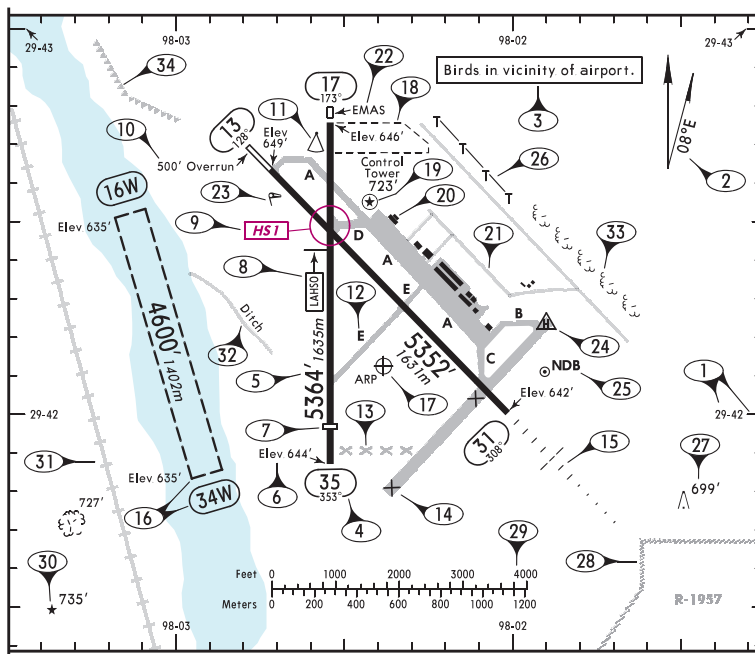 98-03
98-02
29-43
29-43
34
17
173°
22
EMAS
18
Birds in vicinity of airport.
3
11
13
128°
Elev
649'
Elev 646'
10
500' Overrun
Control
Tower
723'
19
26
T
T
T
T
08°E
2
16W
23
A
20
Elev 635'
9
HS1
D
21
33
8
LAHSO
A
12
E
E
B
H
24
4600'
1402m
Ditch
32
5364'
1635m
5352'
1631m
A
C
NDB
25
1
5
ARP
17
Elev 642'
29-42
29-42
7
13
31
308°
15
27
31
Elev 644'
6
35
353°
4
14
699'
Elev 635'
34W
16
727'
29
28
30
735'
Feet
0
1000
2000
3000
4000
Meters
0
200
400
600
800
1000
1200
R-1957
98-03
98-02